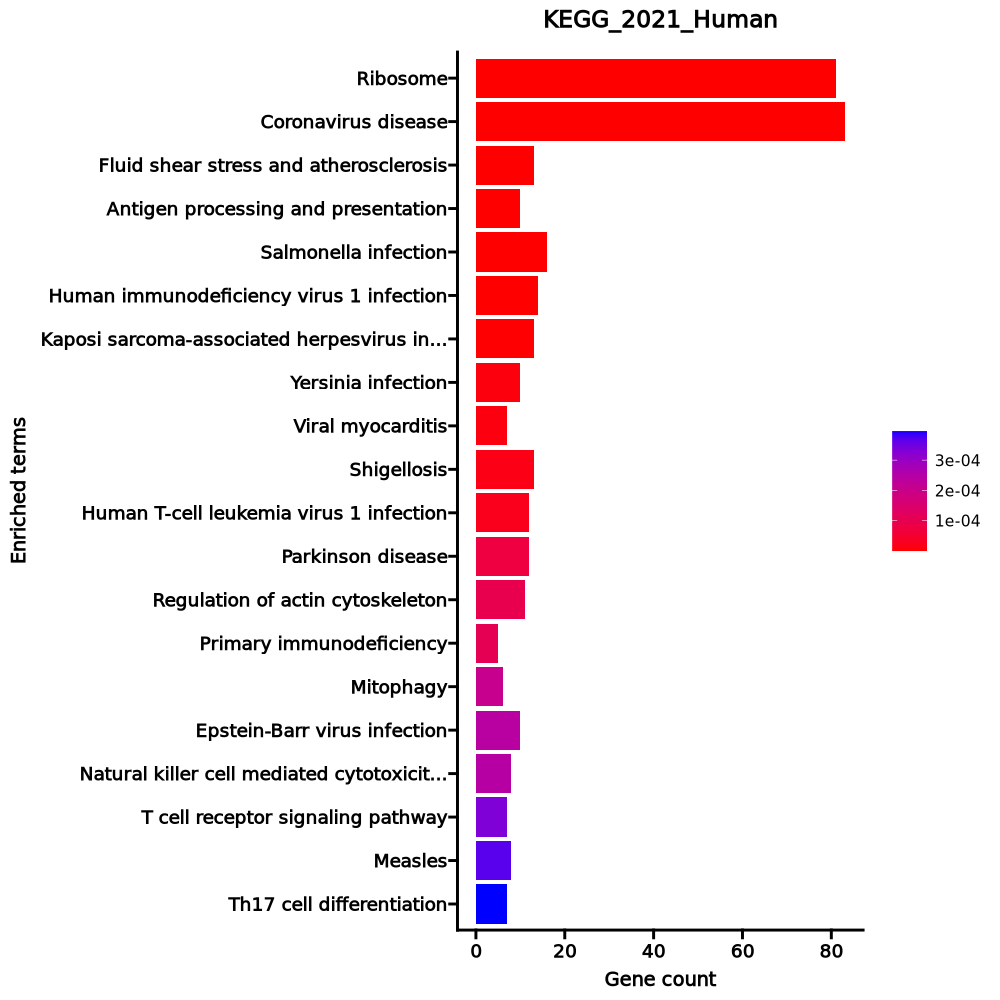 KEGG_2021_Human
Ribosome
Coronavirus disease
Fluid shear stress and atherosclerosis
Antigen processing and presentation
Salmonella infection
Human immunodeficiency virus 1 infection
Kaposi sarcoma-associated herpesvirus in...
Yersinia infection
Viral myocarditis
Shigellosis
Human T-cell leukemia virus 1 infection
Parkinson disease
Regulation of actin cytoskeleton
Primary immunodeficiency
Mitophagy
Epstein-Barr virus infection
Natural killer cell mediated cytotoxicit...
T cell receptor signaling pathway
Measles
Th17 cell differentiation
Enriched terms
0 20 40 60 80
Gene count
3e-04
2e-04
1e-04